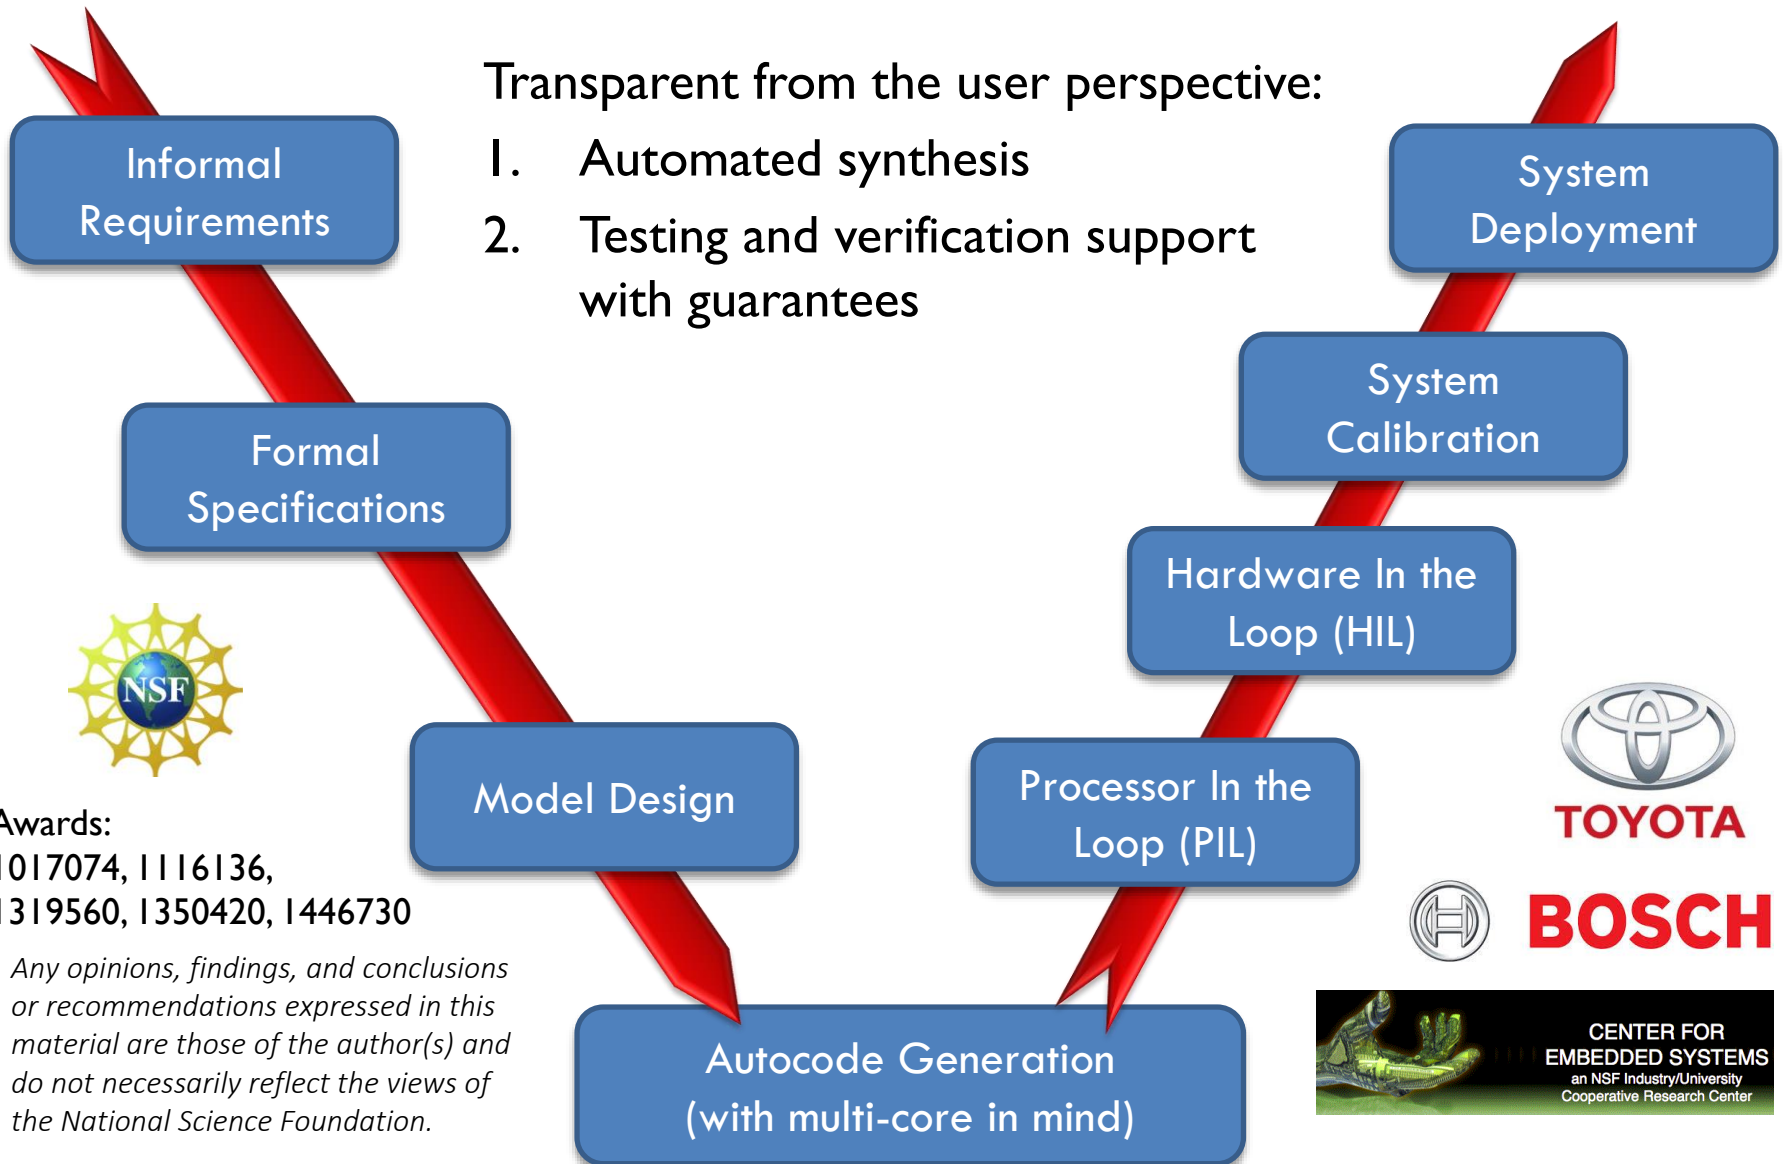 Transparent from the user perspective:
1. Automated synthesis
2. Testing and verification support
with guarantees
Informal
Requirements
Formal
Specifications
Model Design
Autocode Generation
(with multi-core in mind)
Processor In the
Loop (PIL)
Hardware In the
Loop (HIL)
System
Calibration
System
Deployment
NSF
Awards:
1017074, 1116136,
1319560, 1350420, 1446730
Any opinions, findings, and conclusions
or recommendations expressed in this
material are those of the author(s) and
do not necessarily reflect the views of
the National Science Foundation.
TOYOTA
BOSCH
CENTER FOR
EMBEDDED SYSTEMS
an NSF Industry/University
Cooperative Research Center